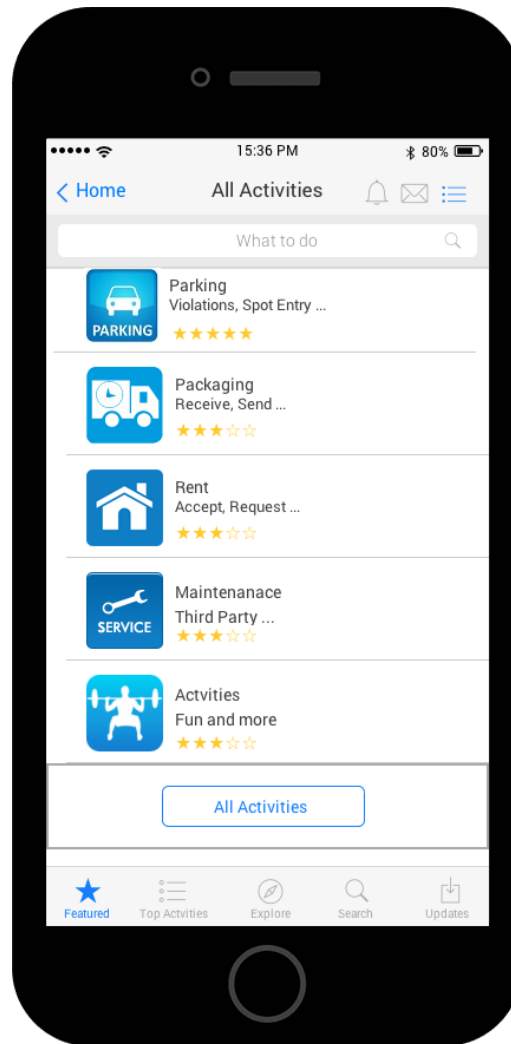 15:36 PM 80%
Home All Activities
What to do
Parking
Violations, Spot Entry ...
PARKING
Packaging
Receive, Send ...
Rent
Accept, Request ...
Maintenanace
Third Party ...
SERVICE
Actvities
Fun and more
All Activities
Featured Top Actvities Explore Search Updates